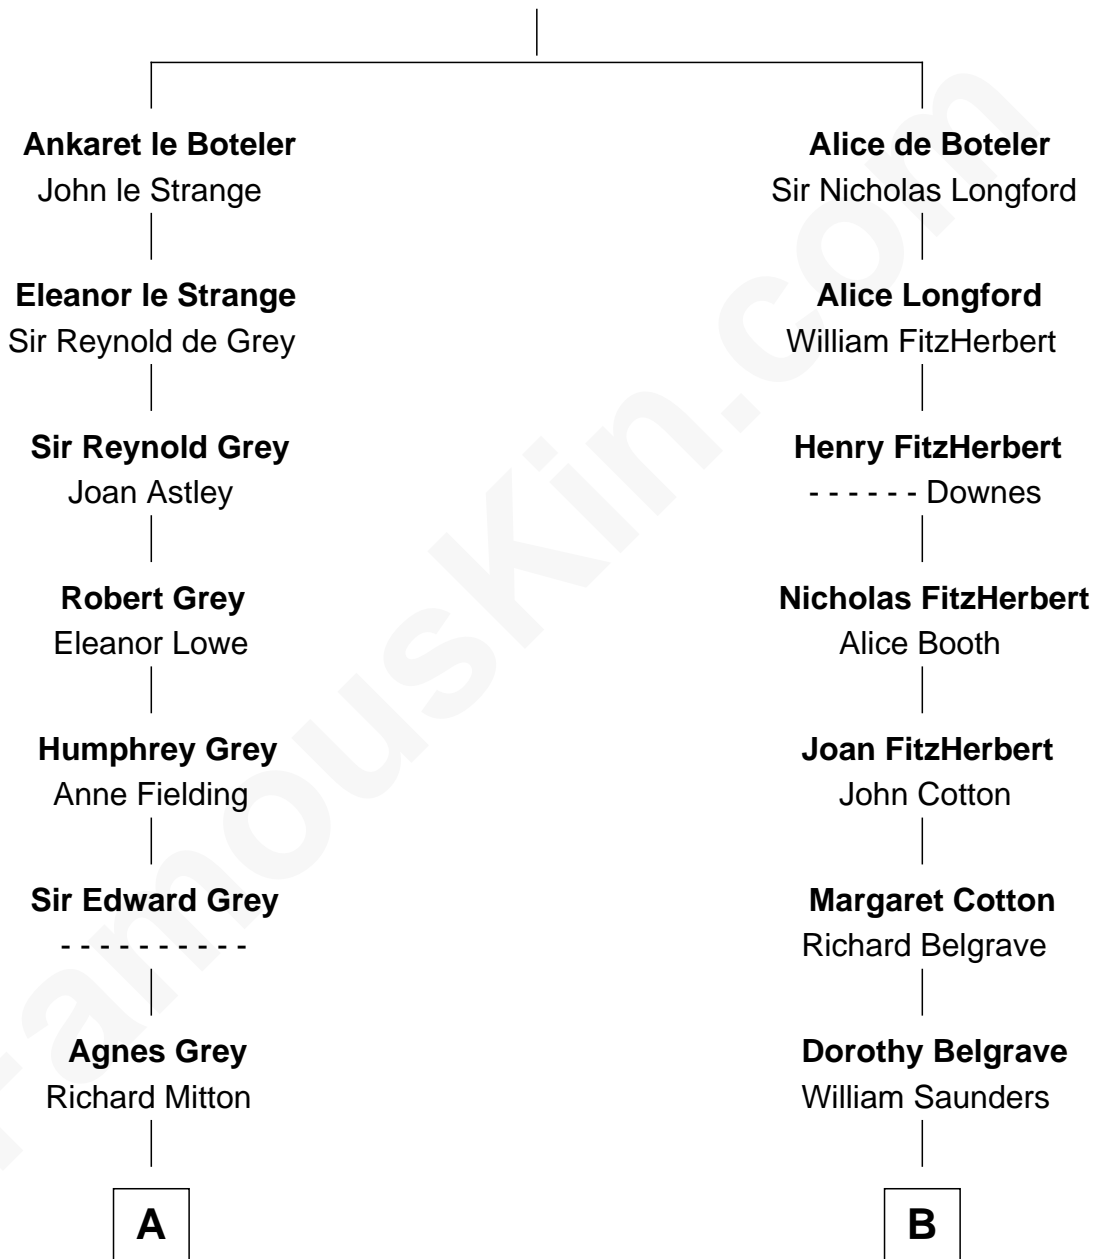 Ankaret le Boteler
John le Strange
Eleanor le Strange
Sir Reynold de Grey
Sir Reynold Grey
Joan Astley
Robert Grey
Eleanor Lowe
Humphrey Grey
Anne Fielding
Sir Edward Grey
- - - - - - - - - -
Agnes Grey
Richard Mitton
A
Alice de Boteler
Sir Nicholas Longford
Alice Longford
William FitzHerbert
Henry FitzHerbert
- - - - - - Downes
Nicholas FitzHerbert
Alice Booth
Joan FitzHerbert
John Cotton
Margaret Cotton
Richard Belgrave
Dorothy Belgrave
William Saunders
B
FamousKin.com